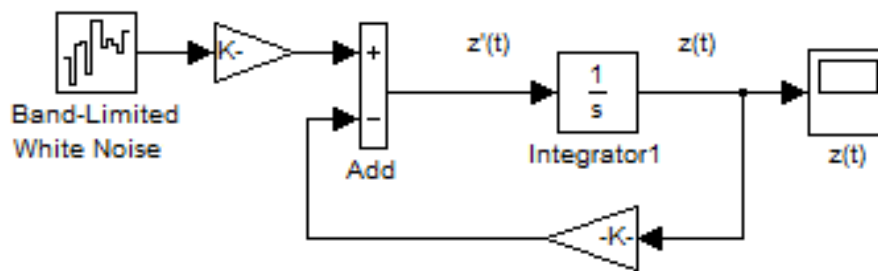 K-
+
z'(t)
1
s
z(t)
Band-Limited
White Noise
−
Add
Integrator1
z(t)
-K-